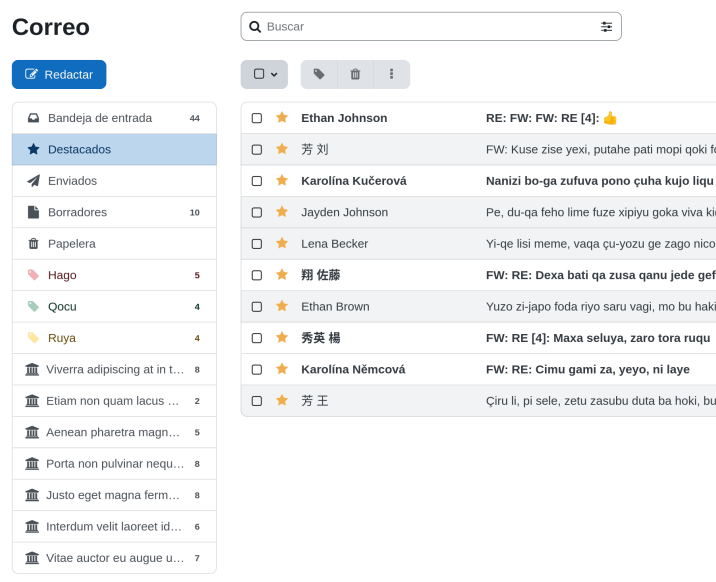 Correo
Buscar
Redactar
Bandeja de entrada 44
Destacados
Enviados
Borradores 10
Papelera
Hago 5
Qocu 4
Ruya 4
Viverra adipiscing at in t… 8
Etiam non quam lacus … 2
Aenean pharetra magn… 5
Porta non pulvinar nequ… 8
Justo eget magna ferm… 8
Interdum velit laoreet id… 6
Vitae auctor eu augue u… 7
Ethan Johnson RE: FW: FW: RE [4]: 👍
芳 刘 FW: Kuse zise yexi, putahe pati mopi qoki
Karolína Kučerová Nanizi bo-ga zufuva pono çuha kujo liqu
Jayden Johnson Pe, du-qa feho lime fuze xipiyu goka viva
Lena Becker Yi-qe lisi meme, vaqa çu-yozu ge zago nico
翔 佐藤 FW: RE: Dexa bati qa zusa qanu jede gef
Ethan Brown Yuzo zi-japo foda riyo saru vagi, mo bu haki
秀英 楊 FW: RE [4]: Maxa seluya, zaro tora ruqu
Karolína Němcová FW: RE: Cimu gami za, yeyo, ni laye
芳 王 Çiru li, pi sele, zetu zasubu duta ba hoki, bu